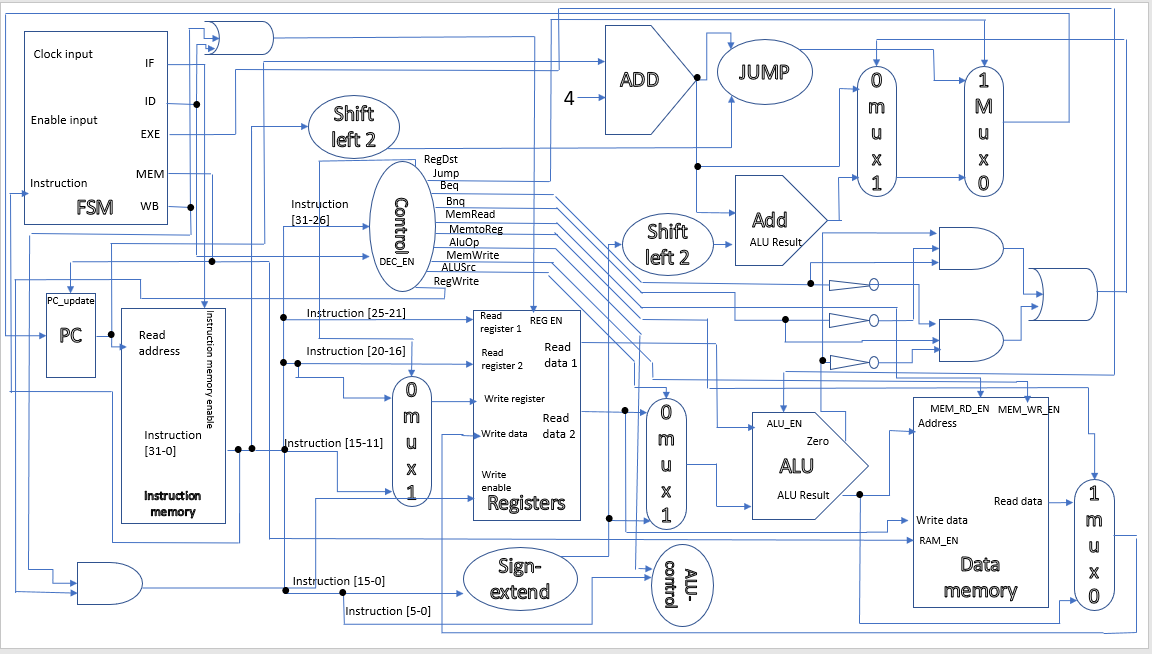 Clock input
IF
ID
Enable input
EXE
MEM
Instruction
WB
FSM
Shift
left 2
4
ADD
JUMP
0
m
u
x
1
1
M
u
x
0
RegDst
Jump
Beq
Bnq
MemRead
MemtoReg
AluOp
MemWrite
ALUSrc
RegWrite
Control
DEC_EN
Instruction
[31-26]
Shift
left 2
Add
ALU Result
PC_update
PC
Read
address
Instruction memory enable
Instruction
[31-0]
Instruction
memory
Instruction [25-21]
Instruction [20-16]
Instruction [15-11]
0
m
u
x
1
Read
register 1
REG EN
Read
register 2
Read
data 1
Write register
Read
data 2
Write data
Write
enable
Registers
0
m
u
x
1
ALU_EN
Zero
ALU
ALU Result
MEM_RD_EN
MEM_WR_EN
Address
Read data
Write data
RAM_EN
Data
memory
1
m
u
x
0
Instruction [15-0]
Instruction [5-0]
Sign-
extend
ALU-
control